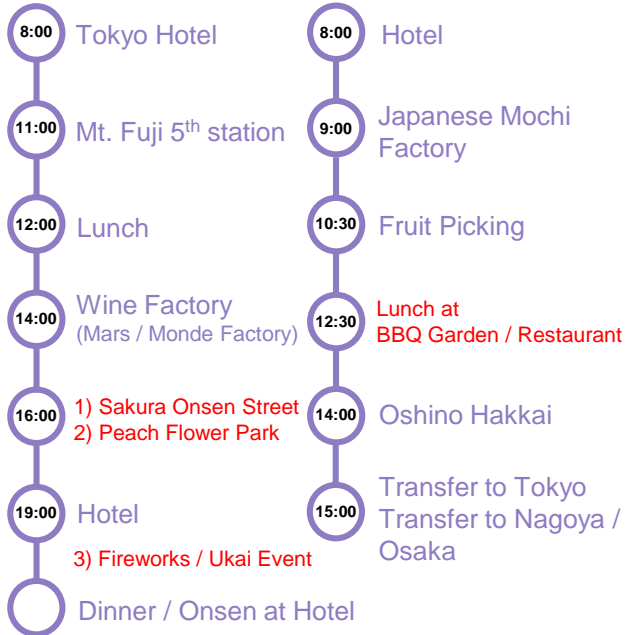 8:00 Tokyo Hotel
11:00 Mt. Fuji 5th station
12:00 Lunch
14:00 Wine Factory
(Mars / Monde Factory)
16:00 1) Sakura Onsen Street
2) Peach Flower Park
19:00 Hotel
3) Fireworks / Ukai Event
Dinner / Onsen at Hotel
8:00 Hotel
9:00 Japanese Mochi
Factory
10:30 Fruit Picking
12:30 Lunch at
BBQ Garden / Restaurant
14:00 Oshino Hakkai
15:00 Transfer to Tokyo
Transfer to Nagoya /
Osaka